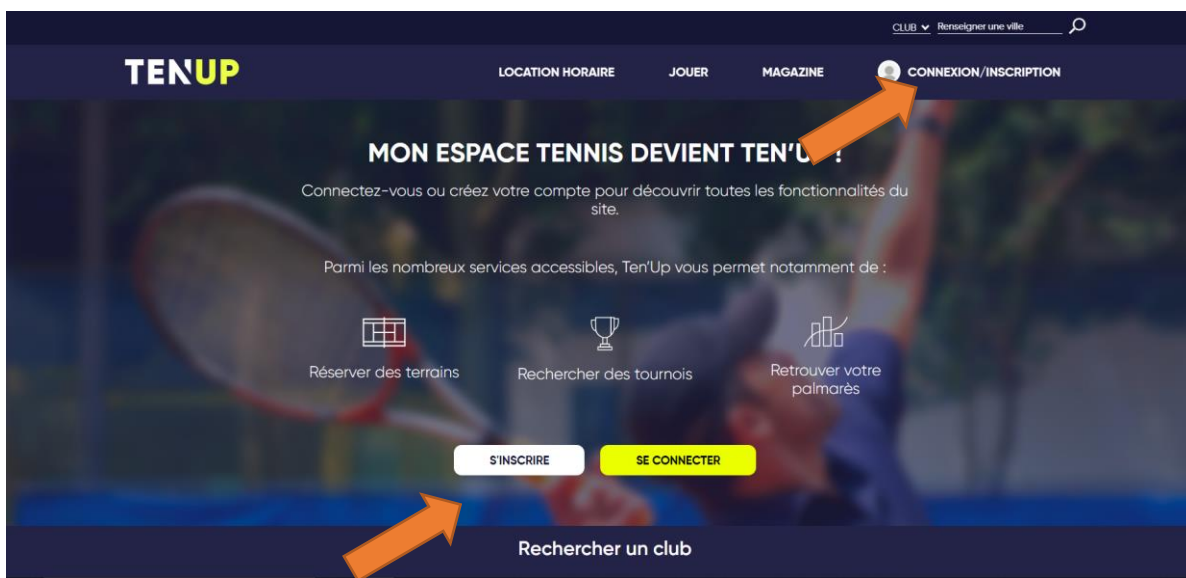 CLUB Renseigner une ville
TEN'UP
LOCATION HORAIRE JOUER MAGAZINE CONNEXION/INSCRIPTION
MON ESPACE TENNIS DEVIENT TEN'U !
Connectez-vous ou créez votre compte pour découvrir toutes les fonctionnalités du
site.
Parmi les nombreux services accessibles, Ten'Up vous permet notamment de :
Réserver des terrains
Rechercher des tournois
Retrouver votre
palmarès
S'INSCRIRE SE CONNECTER
Rechercher un club